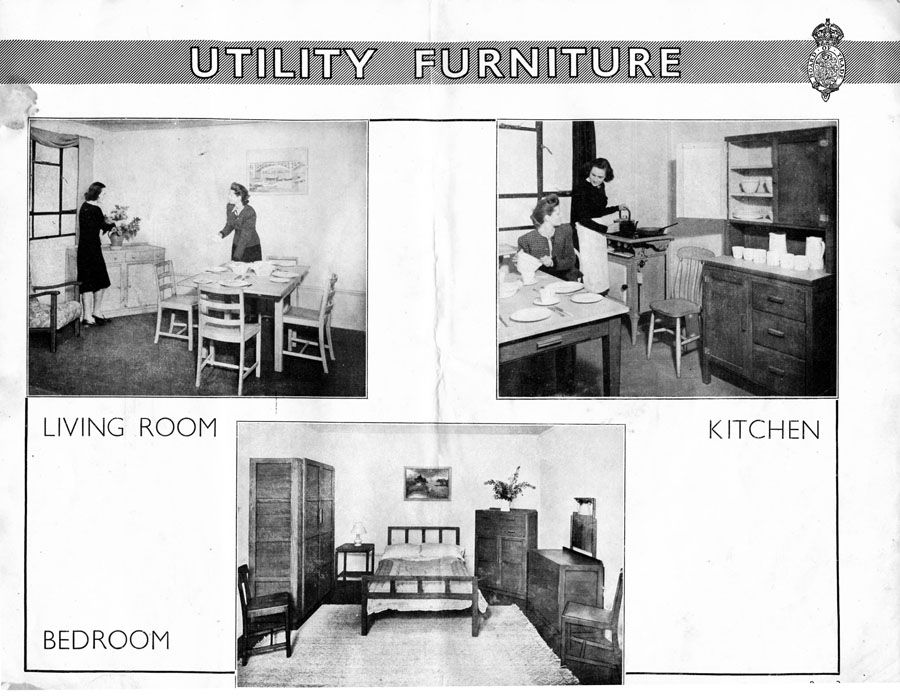 UTILITY FURNITURE
LIVING ROOM
KITCHEN
BEDROOM